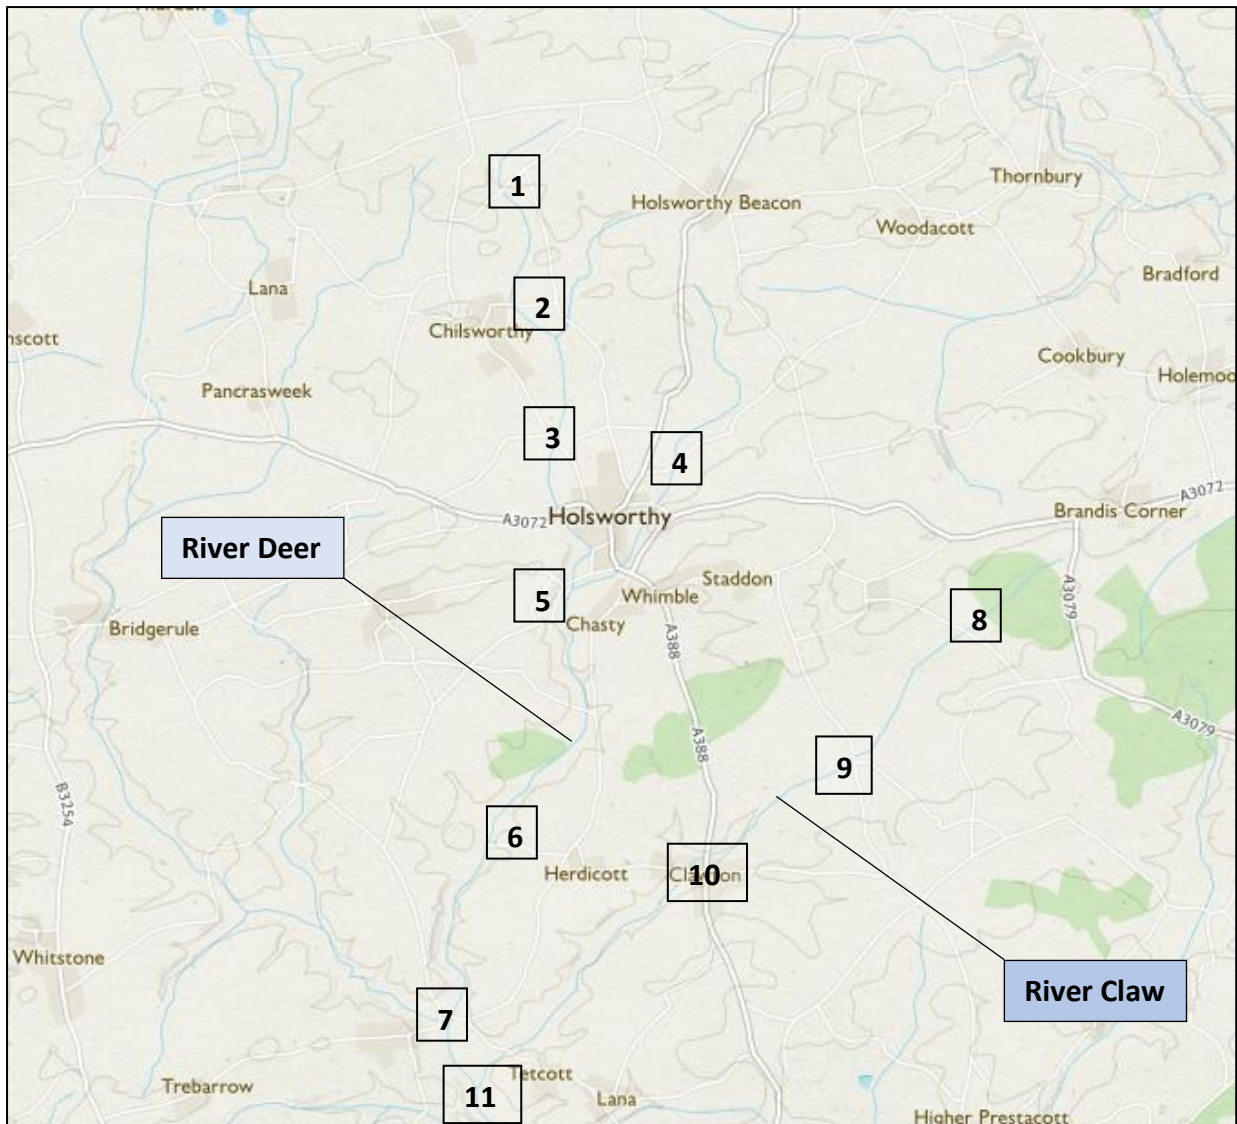 1
Thornbury
Holsworthy Beacon
Woodacott
Bradford
Lana
2
Chilsworthy
nscott
Cookbury
Holemoo
Pancrasweek
3
4
A3072
Brandis Corner
Holsworthy
A3072
River Deer
Staddon
A3079
5
Whimble
8
Chasty
Bridgerule
A388
A3079
A388
9
B3254
6
Herdicott
10
Whitstone
River Claw
7
Tetcott
Trebarrow
11
Lana
Higher Prestacott